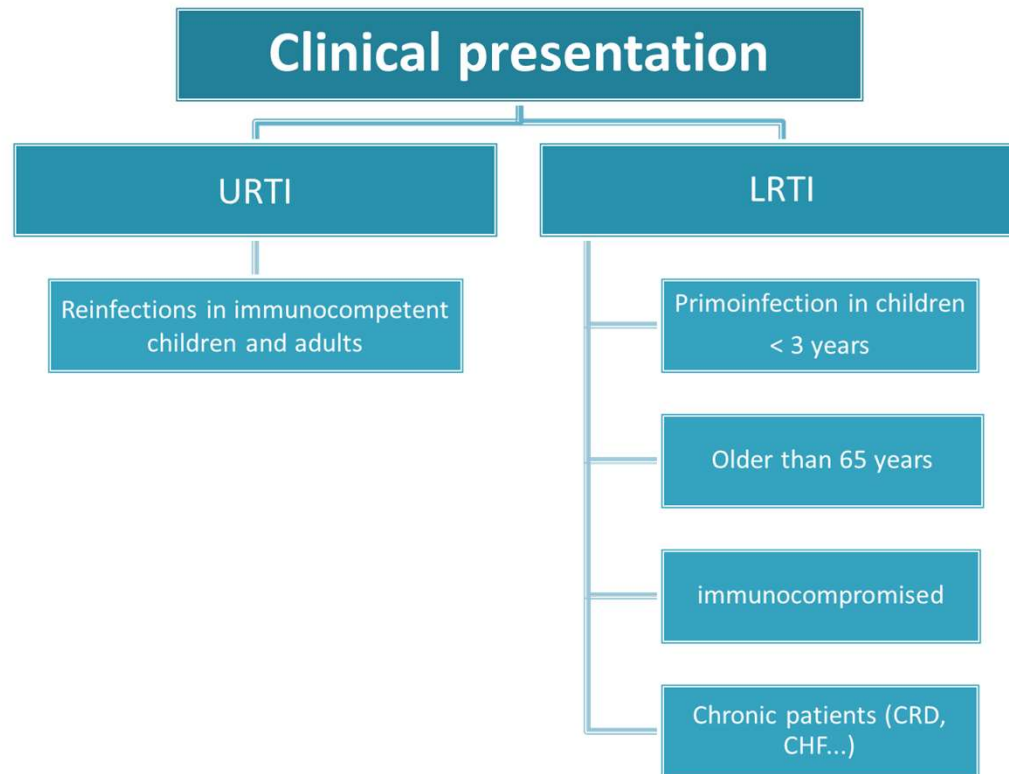 Clinical presentation
URTI
LRTI
Reinfections in immunocompetent
children and adults
Primoinfection in children
< 3 years
Older than 65 years
immunocompromised
Chronic patients (CRD,
CHF...)